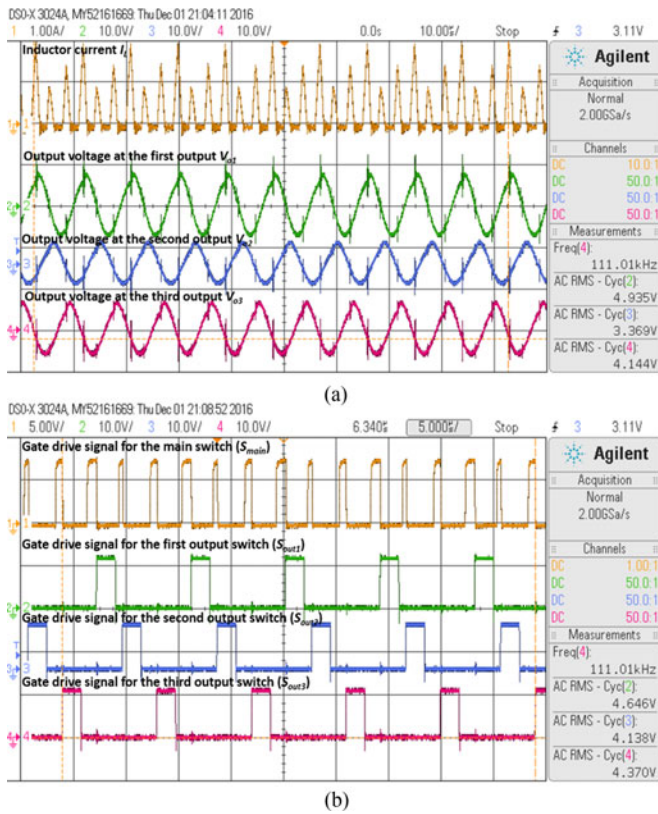 DSO-X 3024A, MY52161669: Thu Dec 01 21:04:11 2016
1 1.00A/ 2 10.0V/ 3 10.0V/ 4 10.0V/ 0.0s 10.00㎲/ Stop 3 3.11V
Inductor current IL
Agilent
Acquisition
Normal
2.00GSa/s
Output voltage at the first output Vo1
Channels
DC 10.0:1
DC 50.0:1
DC 50.0:1
DC 50.0:1
Output voltage at the second output Vo2
Measurements
Freq(4):
111.01kHz
AC RMS - Cyc(2):
4.935V
Output voltage at the third output Vo3
AC RMS - Cyc(3):
3.369V
AC RMS - Cyc(4):
4.144V
(a)
DSO-X 3024A, MY52161669: Thu Dec 01 21:08:52 2016
1 5.00V/ 2 10.0V/ 3 10.0V/ 4 10.0V/ 6.340㎲ 5.000㎲/ Stop 3 3.11V
Gate drive signal for the main switch (Smain)
Agilent
Acquisition
Normal
2.00GSa/s
Gate drive signal for the first output switch (Sout1)
Channels
DC 1.00:1
DC 50.0:1
DC 50.0:1
DC 50.0:1
Gate drive signal for the second output switch (Sout2)
Measurements
Freq(4):
111.01kHz
AC RMS - Cyc(2):
4.646V
Gate drive signal for the third output switch (Sout3)
AC RMS - Cyc(3):
4.138V
AC RMS - Cyc(4):
4.370V
(b)